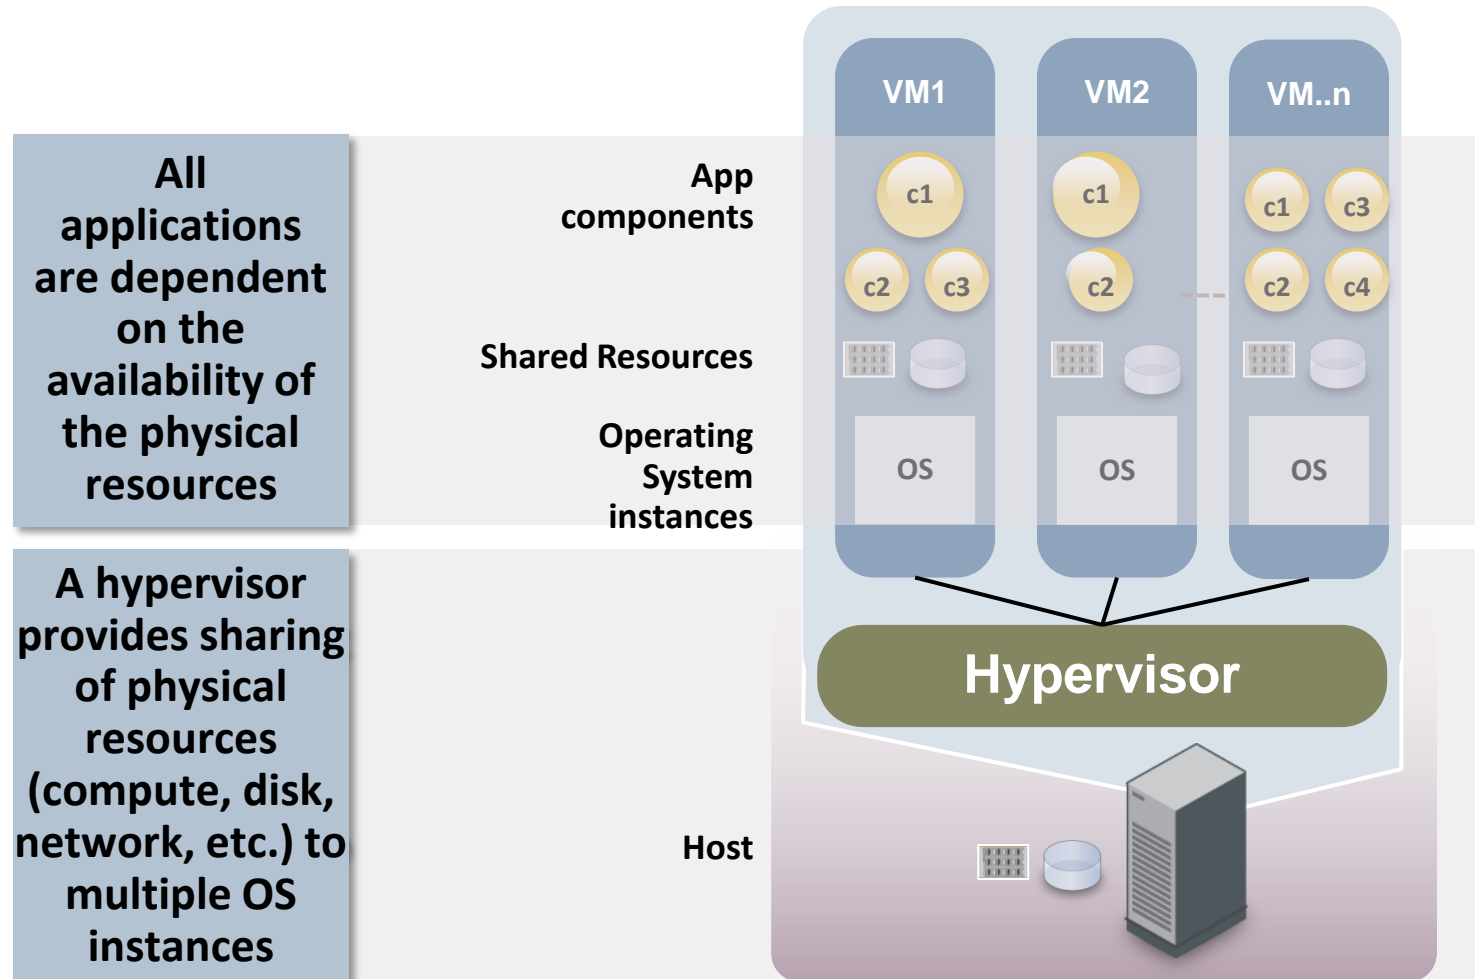 All
applications
are dependent
on the
availability of
the physical
resources
App
components
Shared Resources
Operating
System
instances
VM1
VM2
VM..n
c1
c2
c3
c1
c2
c1
c3
c2
c4
OS
OS
OS
A hypervisor
provides sharing
of physical
resources
(compute, disk,
network, etc.) to
multiple OS
instances
Hypervisor
Host